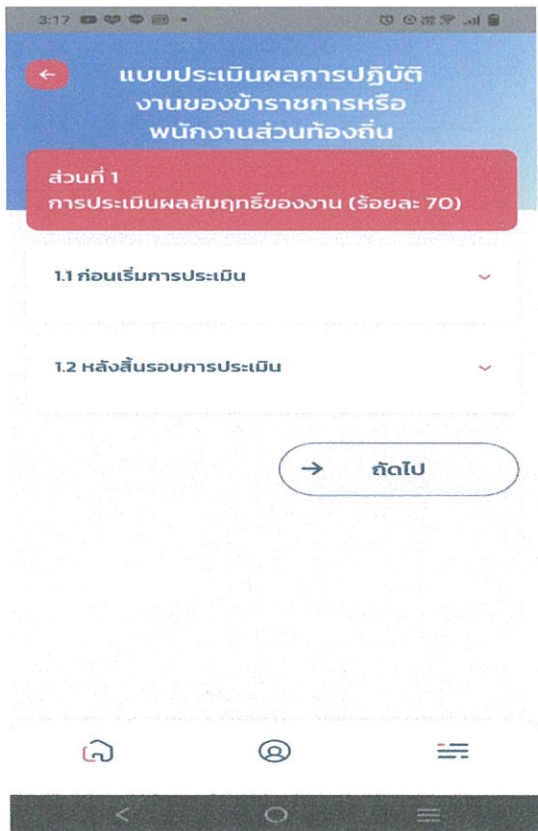 3:17
แบบประเมินผลการปฏิบัติ
งานของข้าราชการหรือ
พนักงานส่วนท้องถิ่น
ส่วนที่ 1
การประเมินผลสัมฤทธิ์ของงาน (ร้อยละ 70)
1.1 ก่อนเริ่มการประเมิน
1.2 หลังสิ้นรอบการประเมิน
ถัดไป